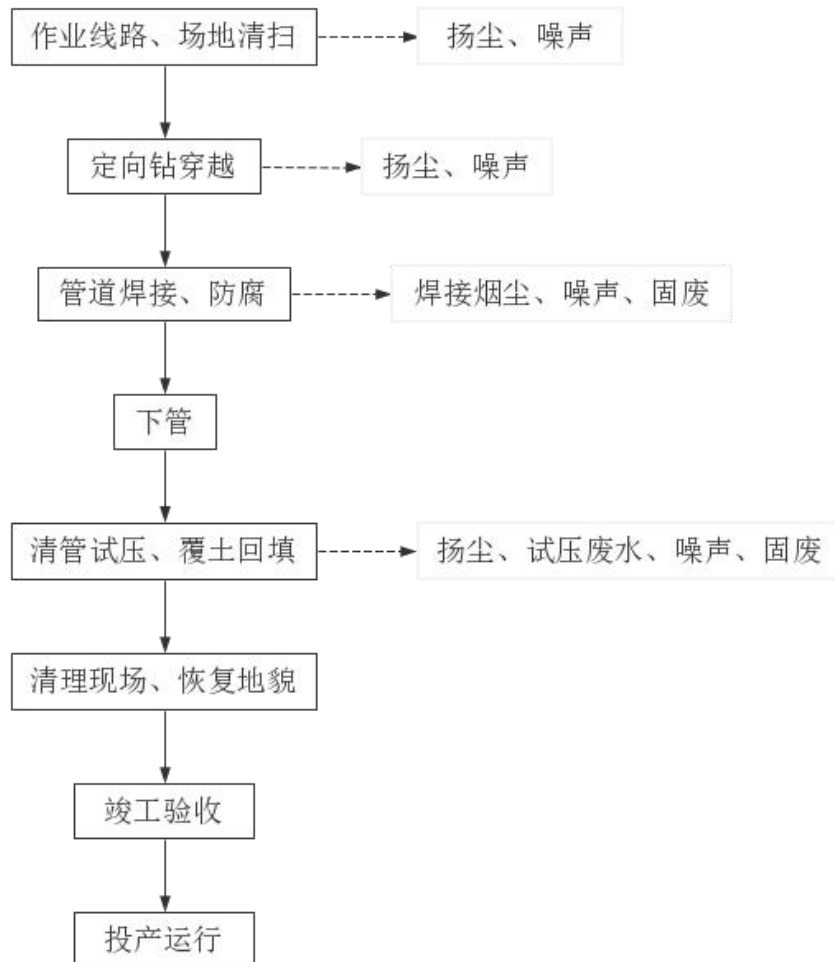 作业线路、场地清扫
扬尘、噪声
定向钻穿越
扬尘、噪声
管道焊接、防腐
焊接烟尘、噪声、固废
下管
清管试压、覆土回填
扬尘、试压废水、噪声、固废
清理现场、恢复地貌
竣工验收
投产运行